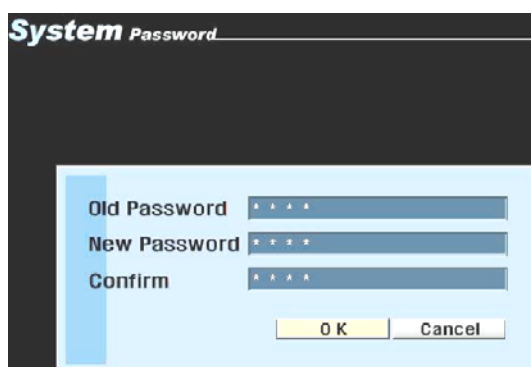 System Password
Old Password * * * *
New Password * * * *
Confirm * * * *
OK Cancel